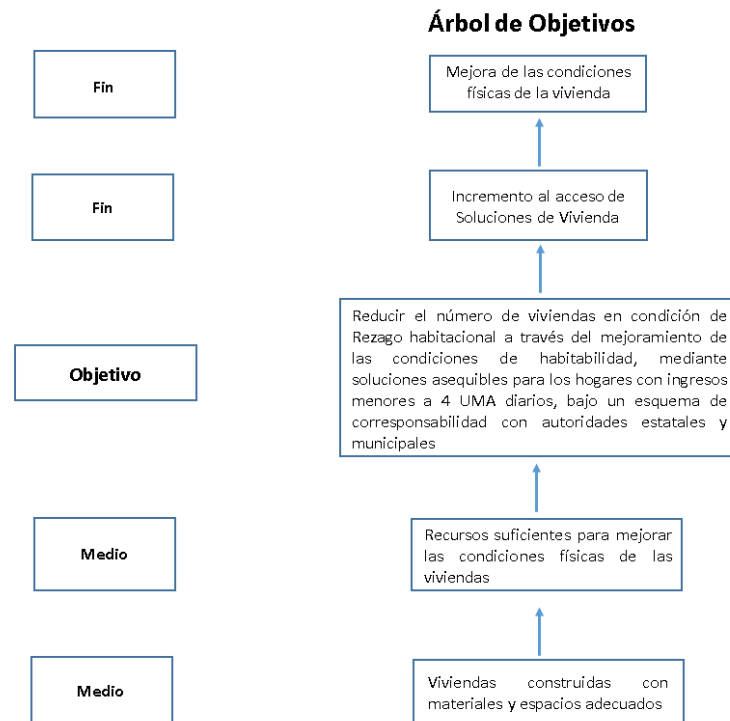 Árbol de Objetivos
Fin
Mejora de las condiciones
físicas de la vivienda
Fin
Incremento al acceso de
Soluciones de Vivienda
Objetivo
Reducir el número de viviendas en condición de
Rezago habitacional a través del mejoramiento de
las condiciones de habitabilidad, mediante
soluciones asequibles para los hogares con ingresos
menores a 4 UMA diarios, bajo un esquema de
corresponsabilidad con autoridades estatales y
municipales
Medio
Recursos suficientes para mejorar
las condiciones físicas de las
viviendas
Medio
Viviendas construidas con
materiales y espacios adecuados